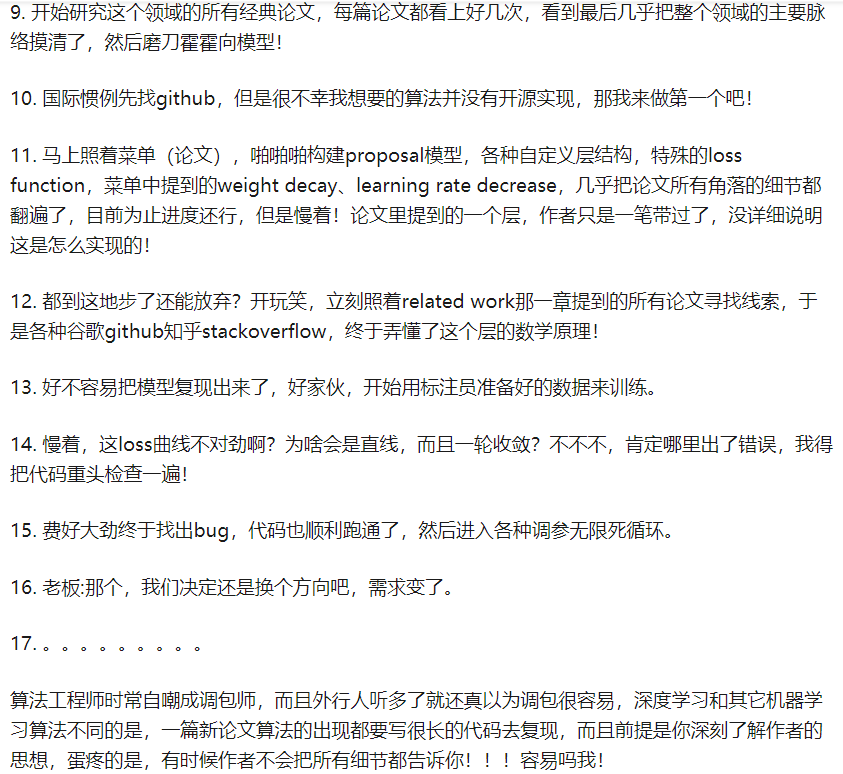 9. 开始研究这个领域的所有经典论文，每篇论文都看上好几次，看到最后几乎把整个领域的主要脉
络摸清了，然后磨刀霍霍向模型！
10. 国际惯例先找github，但是很不幸我想要的算法并没有开源实现，那我来做第一个吧！
11. 马上照着菜单（论文），啪啪啪构建proposal模型，各种自定义层结构，特殊的loss
function，菜单中提到的weight decay、learning rate decrease，几乎把论文所有角落的细节都
翻遍了，目前为止进度还行，但是慢着！论文里提到的一个层，作者只是一笔带过了，没详细说明
这是怎么实现的！
12. 都到这地步了还能放弃？开玩笑，立刻照着related work那一章提到的所有论文寻找线索，于
是各种谷歌github知乎stackoverflow，终于弄懂了这个层的数学原理！
13. 好不容易把模型复现出来了，好家伙，开始用标注员准备好的数据来训练。
14. 慢着，这loss曲线不对劲啊？为啥会是直线，而且一轮收敛？不不不，肯定哪里出了错误，我得
把代码重头检查一遍！
15. 费好大劲终于找出bug，代码也顺利跑通了，然后进入各种调参无限死循环。
16. 老板:那个，我们决定还是换个方向吧，需求变了。
17. 。。。。。。。。。
算法工程师时常自嘲成调包师，而且外行人听多了就还真以为调包很容易，深度学习和其它机器学
习算法不同的是，一篇新论文算法的出现都要写很长的代码去复现，而且前提是你深刻了解作者的
思想，蛋疼的是，有时候作者不会把所有细节都告诉你！！！容易吗我！